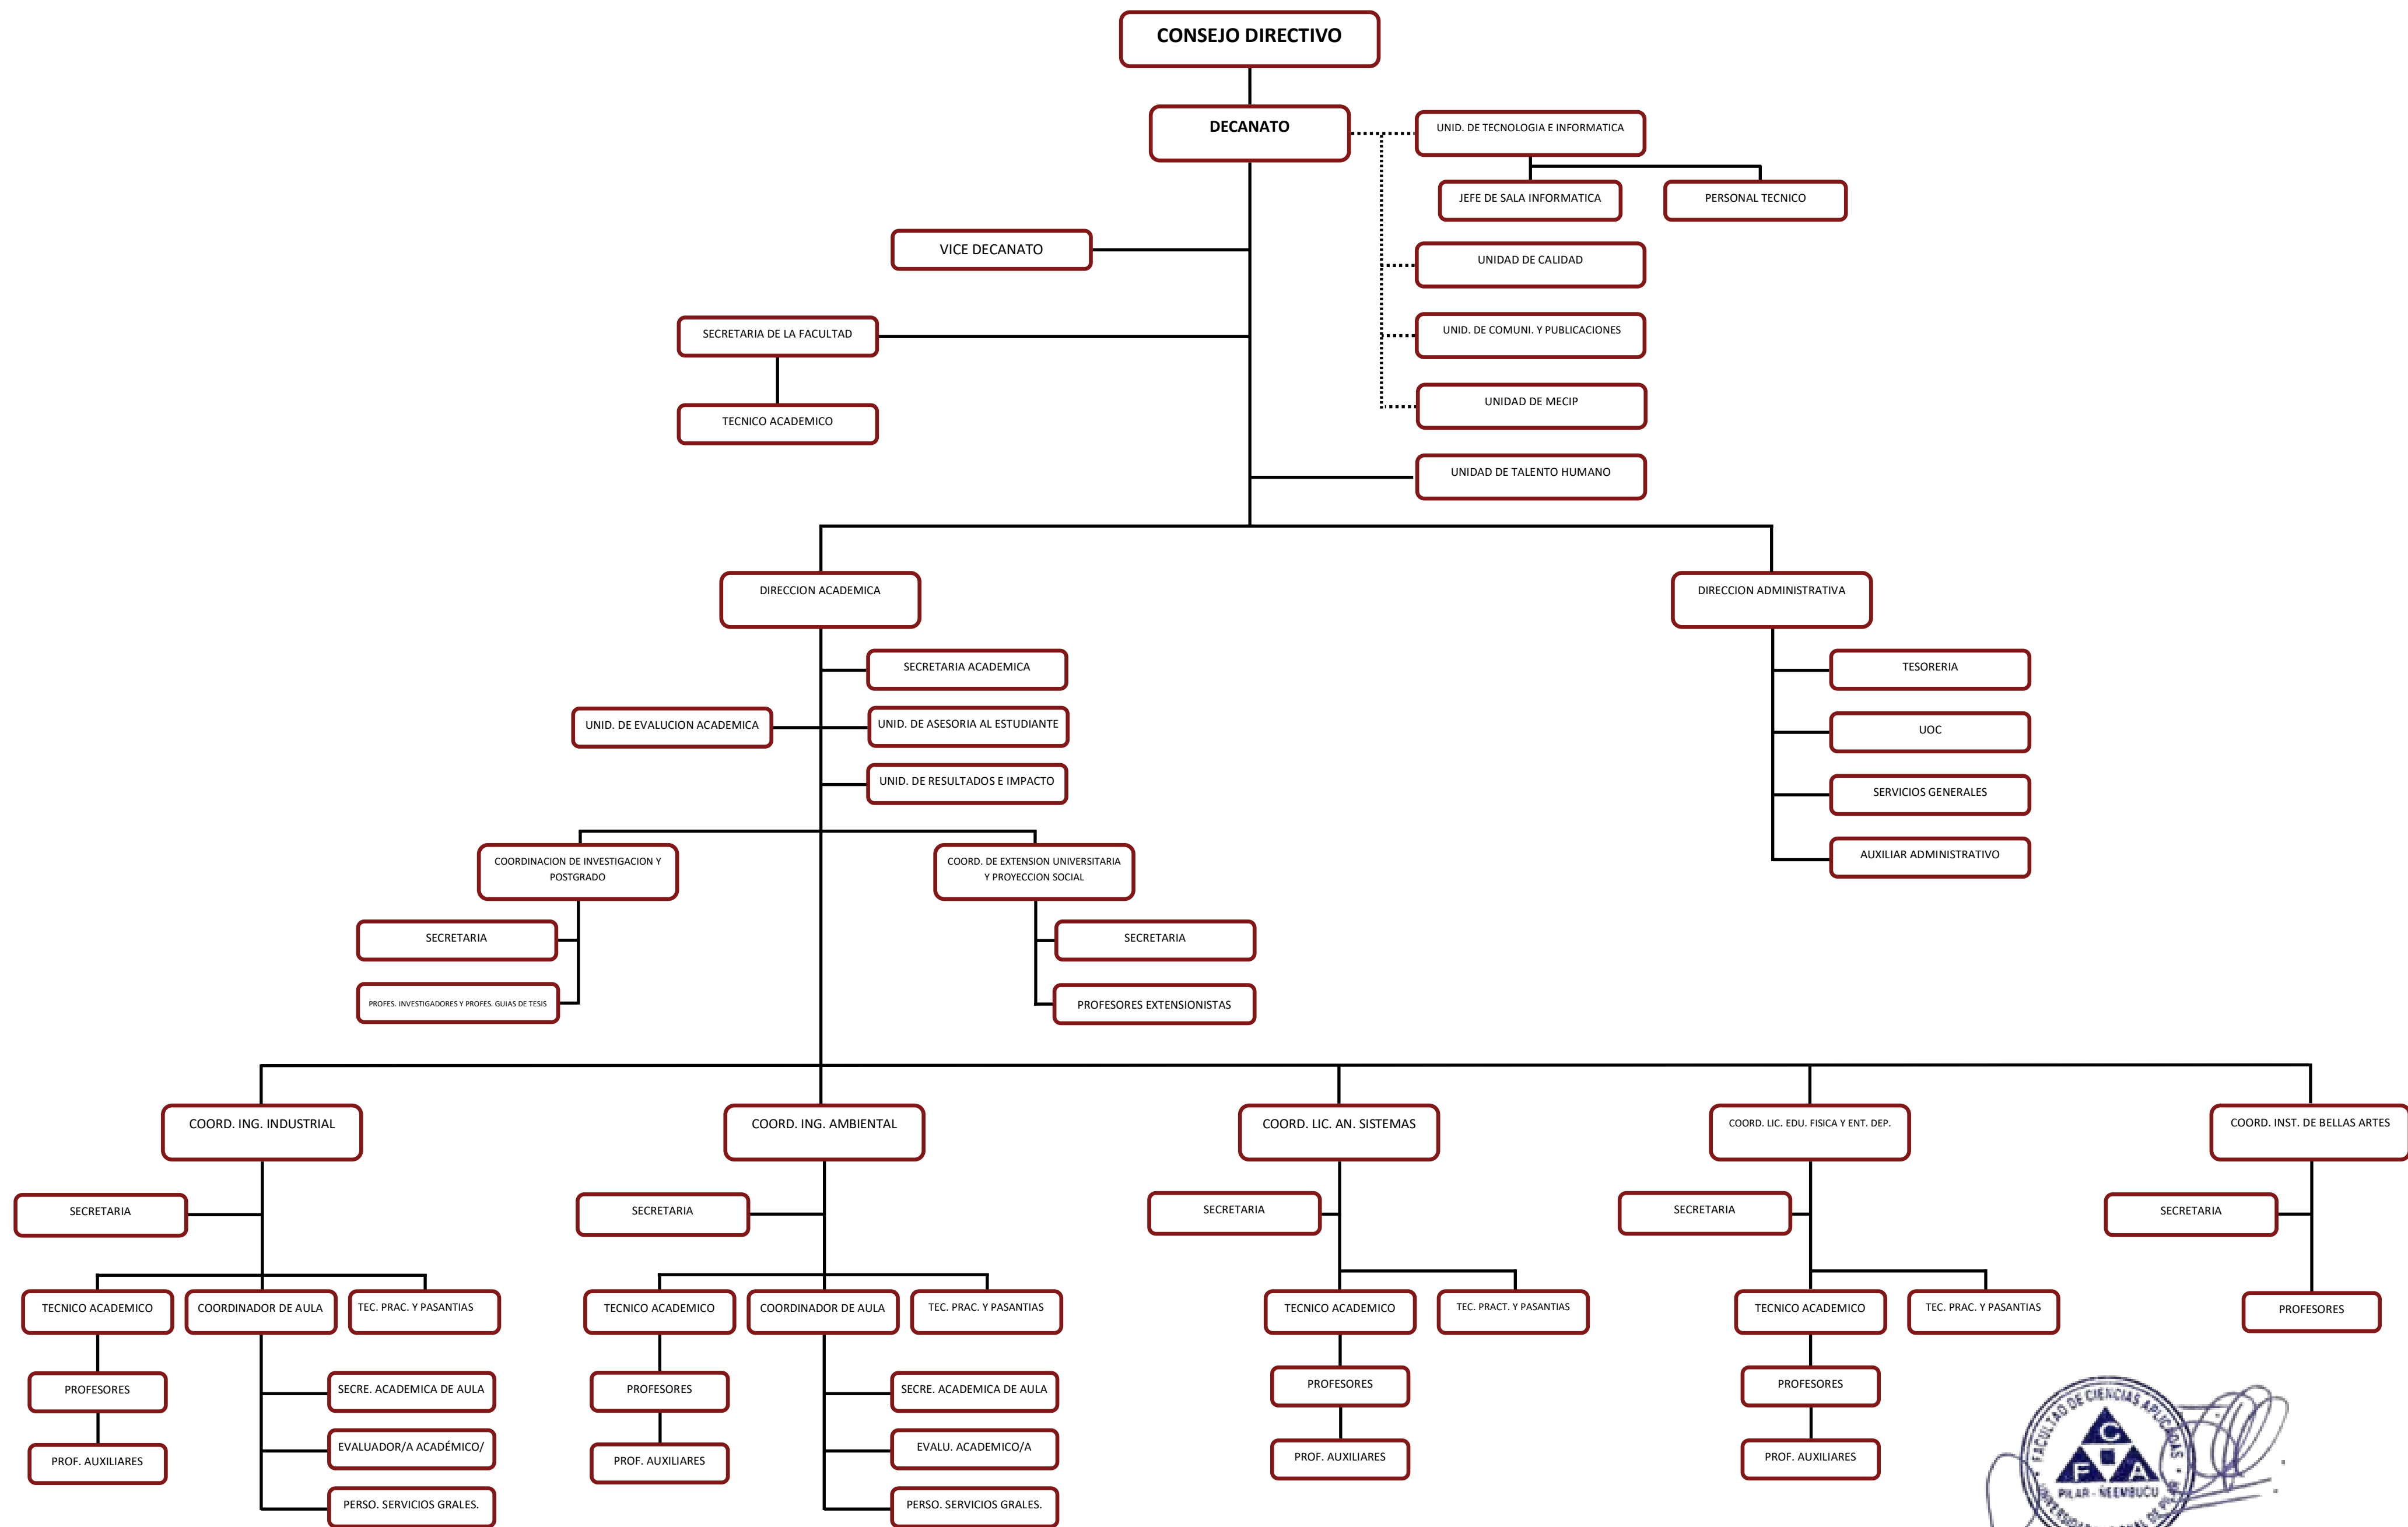 CONSEJO DIRECTIVO
DECANATO
UNID. DE TECNOLOGIA E INFORMATICA
JEFE DE SALA INFORMATICA
PERSONAL TECNICO
VICE DECANATO
UNIDAD DE CALIDAD
SECRETARIA DE LA FACULTAD
UNID. DE COMUNI. Y PUBLICACIONES
TECNICO ACADEMICO
UNIDAD DE MECIP
UNIDAD DE TALENTO HUMANO
DIRECCION ACADEMICA
DIRECCION ADMINISTRATIVA
SECRETARIA ACADEMICA
TESORERIA
UNID. DE EVALUCION ACADEMICA
UNID. DE ASESORIA AL ESTUDIANTE
UOC
UNID. DE RESULTADOS E IMPACTO
SERVICIOS GENERALES
AUXILIAR ADMINISTRATIVO
COORDINACION DE INVESTIGACION Y
POSTGRADO
COORD. DE EXTENSION UNIVERSITARIA
Y PROYECCION SOCIAL
SECRETARIA
SECRETARIA
PROFES. INVESTIGADORES Y PROFES. GUIAS DE TESIS
PROFESORES EXTENSIONISTAS
COORD. ING. INDUSTRIAL
COORD. ING. AMBIENTAL
COORD. LIC. AN. SISTEMAS
COORD. LIC. EDU. FISICA Y ENT. DEP.
COORD. INST. DE BELLAS ARTES
SECRETARIA
SECRETARIA
SECRETARIA
SECRETARIA
SECRETARIA
TECNICO ACADEMICO
COORDINADOR DE AULA
TEC. PRAC. Y PASANTIAS
TECNICO ACADEMICO
COORDINADOR DE AULA
TEC. PRAC. Y PASANTIAS
TECNICO ACADEMICO
TEC. PRACT. Y PASANTIAS
TECNICO ACADEMICO
TEC. PRAC. Y PASANTIAS
PROFESORES
PROFESORES
SECRE. ACADEMICA DE AULA
PROFESORES
SECRE. ACADEMICA DE AULA
PROFESORES
PROFESORES
PROF. AUXILIARES
EVALUADOR/A ACADÉMICO/
PROF. AUXILIARES
EVALU. ACADEMICO/A
PROF. AUXILIARES
PROF. AUXILIARES
PERSO. SERVICIOS GRALES.
PERSO. SERVICIOS GRALES.
FACULTAD DE CIENCIAS APLICADAS
C
F A
PILAR - ÑEEMBUCU
DE PILAR